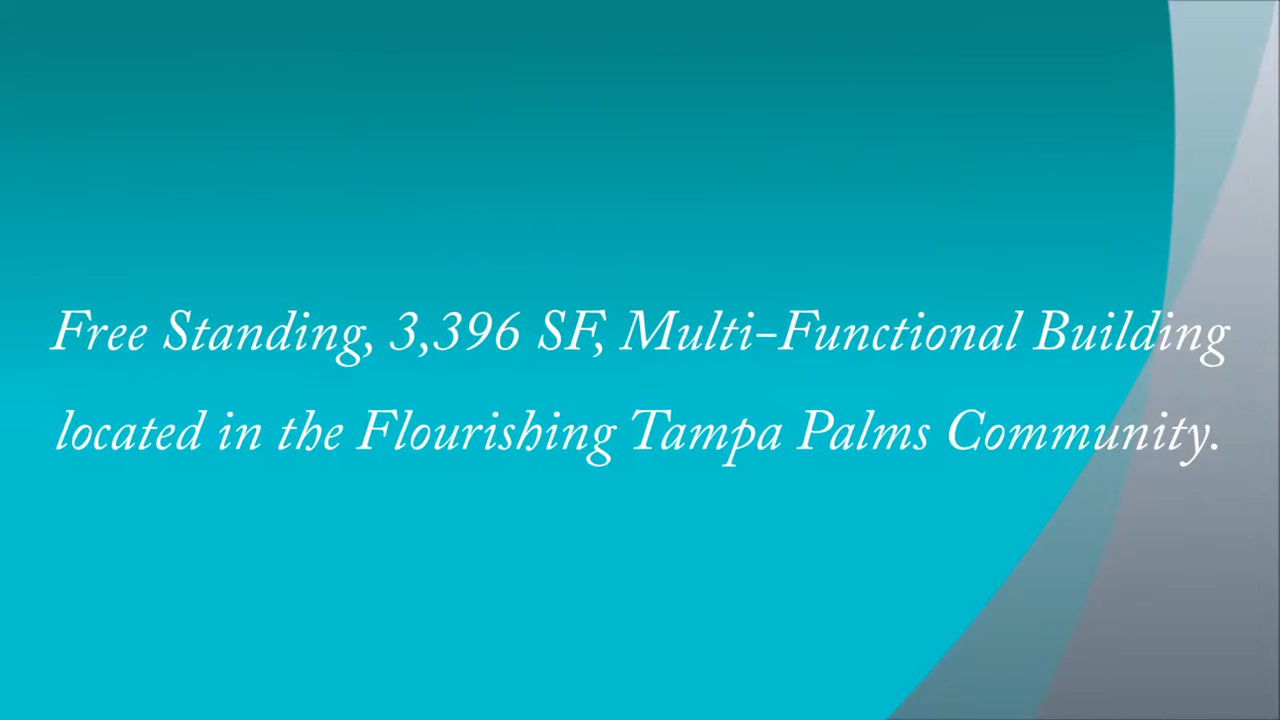 Free Standing, 3,396 SF, Multi-Functional Building
located in the Flourishing Tampa Palms Community.